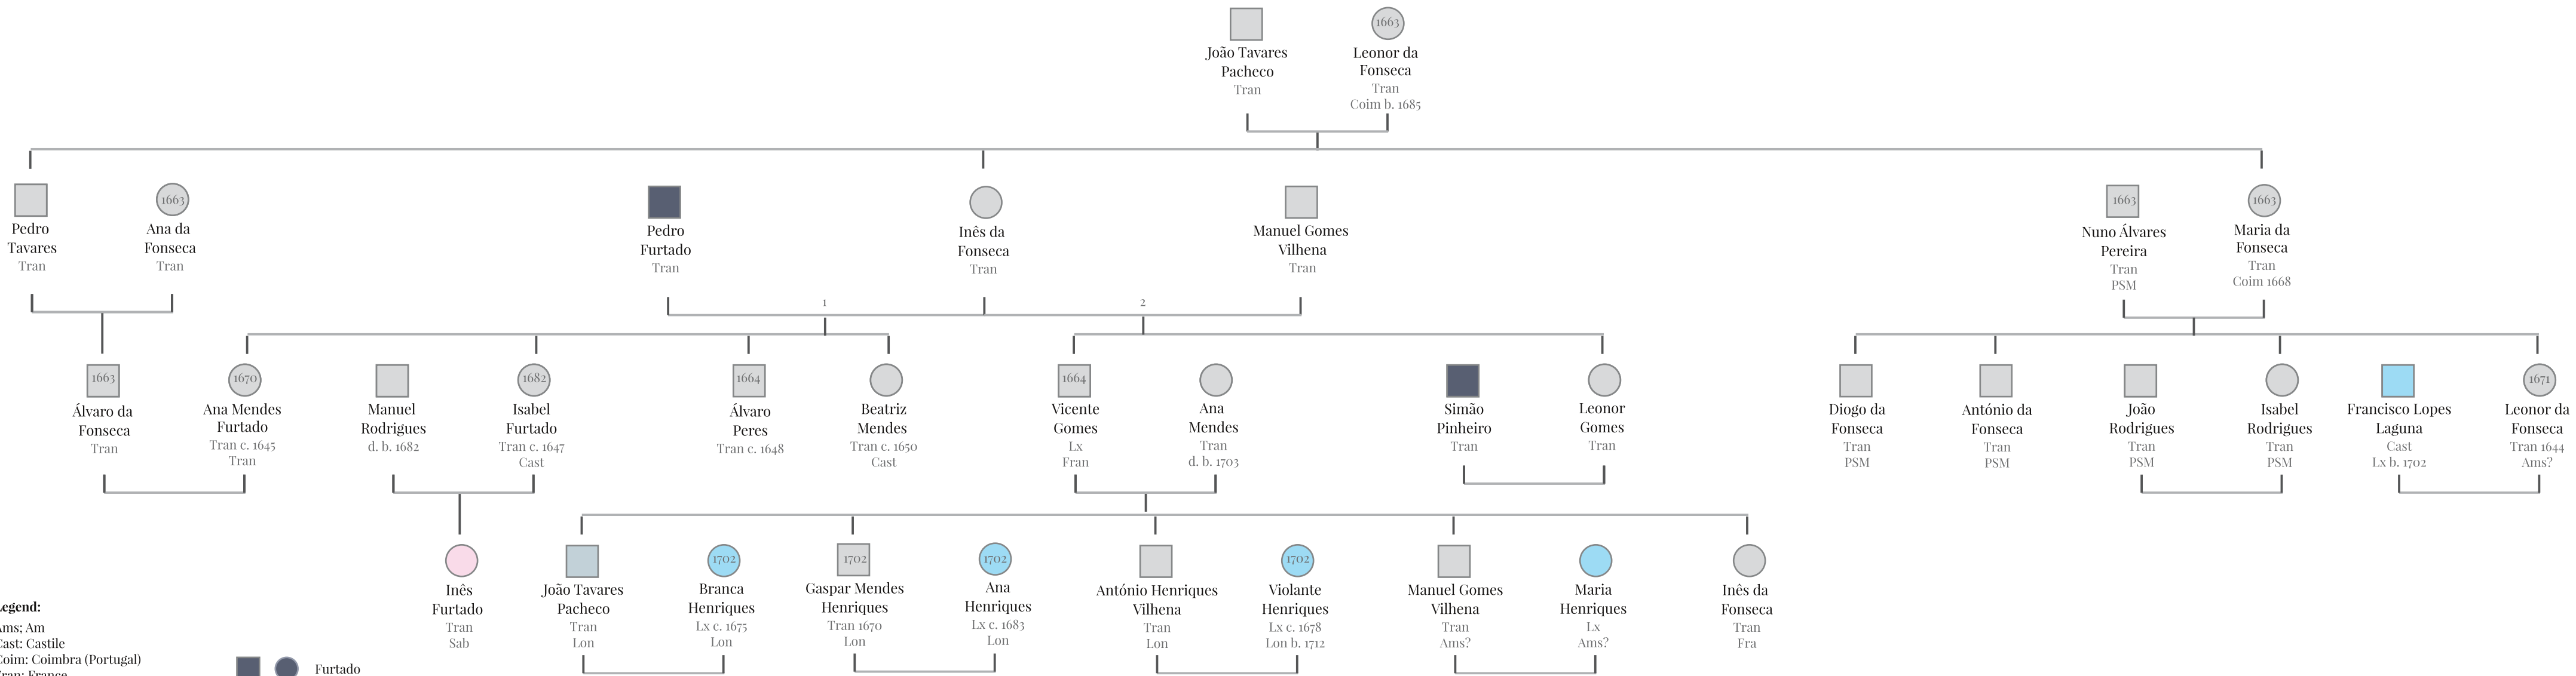 1663
João Tavares
Pacheco
Tran
Leonor da
Fonseca
Tran
Coim b. 1685
1663
1663
1663
Pedro
Tavares
Tran
Ana da
Fonseca
Tran
Pedro
Furtado
Tran
Inês da
Fonseca
Tran
Manuel Gomes
Vilhena
Tran
Nuno Álvares
Pereira
Tran
PSM
Maria da
Fonseca
Tran
Coim 1668
1
2
1663
Álvaro da
Fonseca
Tran
1670
Ana Mendes
Furtado
Tran c. 1645
Tran
Manuel
Rodrigues
d. b. 1682
1682
Isabel
Furtado
Tran c. 1647
Cast
1664
Álvaro
Peres
Tran c. 1648
Beatriz
Mendes
Tran c. 1650
Cast
1664
Vicente
Gomes
Lx
Fran
Ana
Mendes
Tran
d. b. 1703
Simão
Pinheiro
Tran
Leonor
Gomes
Tran
Diogo da
Fonseca
Tran
PSM
António da
Fonseca
Tran
PSM
João
Rodrigues
Tran
PSM
Isabel
Rodrigues
Tran
PSM
Francisco Lopes
Laguna
Cast
Lx b. 1702
1671
Leonor da
Fonseca
Tran 1644
Ams?
Inês
Furtado
Tran
Sab
João Tavares
Pacheco
Tran
Lon
1702
Branca
Henriques
Lx c. 1675
Lon
1702
Gaspar Mendes
Henriques
Tran 1670
Lon
1702
Ana
Henriques
Lx c. 1683
Lon
António Henriques
Vilhena
Tran
Lon
1702
Violante
Henriques
Lx c. 1678
Lon b. 1712
Manuel Gomes
Vilhena
Tran
Ams?
Maria
Henriques
Lx
Ams?
Inês da
Fonseca
Tran
Fra
Legend:
Ams; Am
Cast: Castile
Coim: Coimbra (Portugal)
Fran: France
Furtado